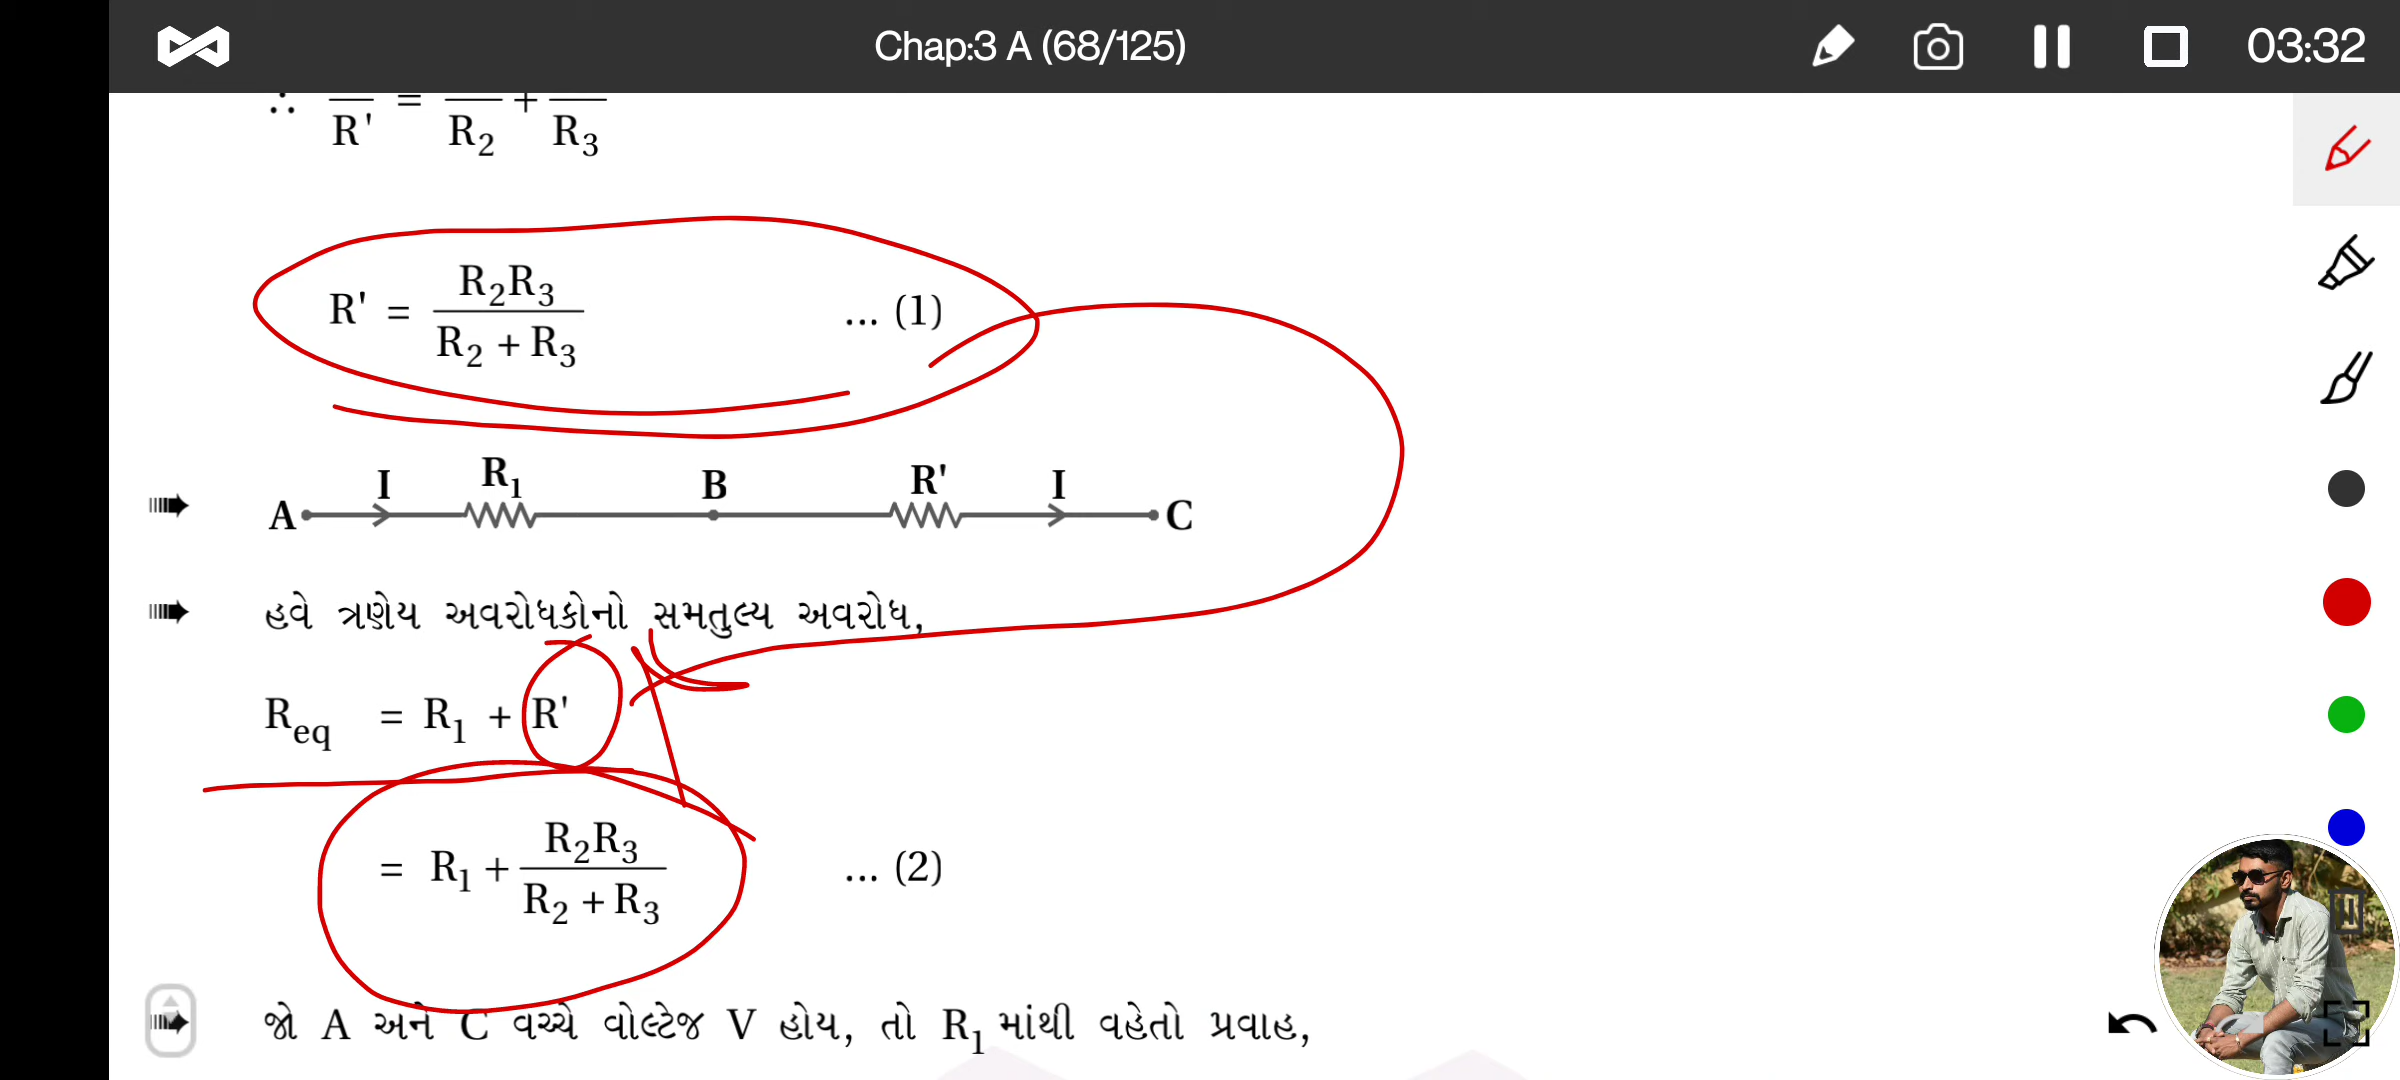 Chap:3 A (68/125) 03:32
∴ R' = R₂ + R₃
R' = R₂R₃ / (R₂ + R₃) ... (1)
A I R₁ B R' I C
હવે ત્રણેય અવરોધકોનો સમતુલ્ય અવરોધ,
R_eq = R₁ + R'
= R₁ + R₂R₃ / (R₂ + R₃) ... (2)
જો A અને C વચ્ચે વોલ્ટેજ V હોય, તો R₁ માંથી વહેતો પ્રવાહ,